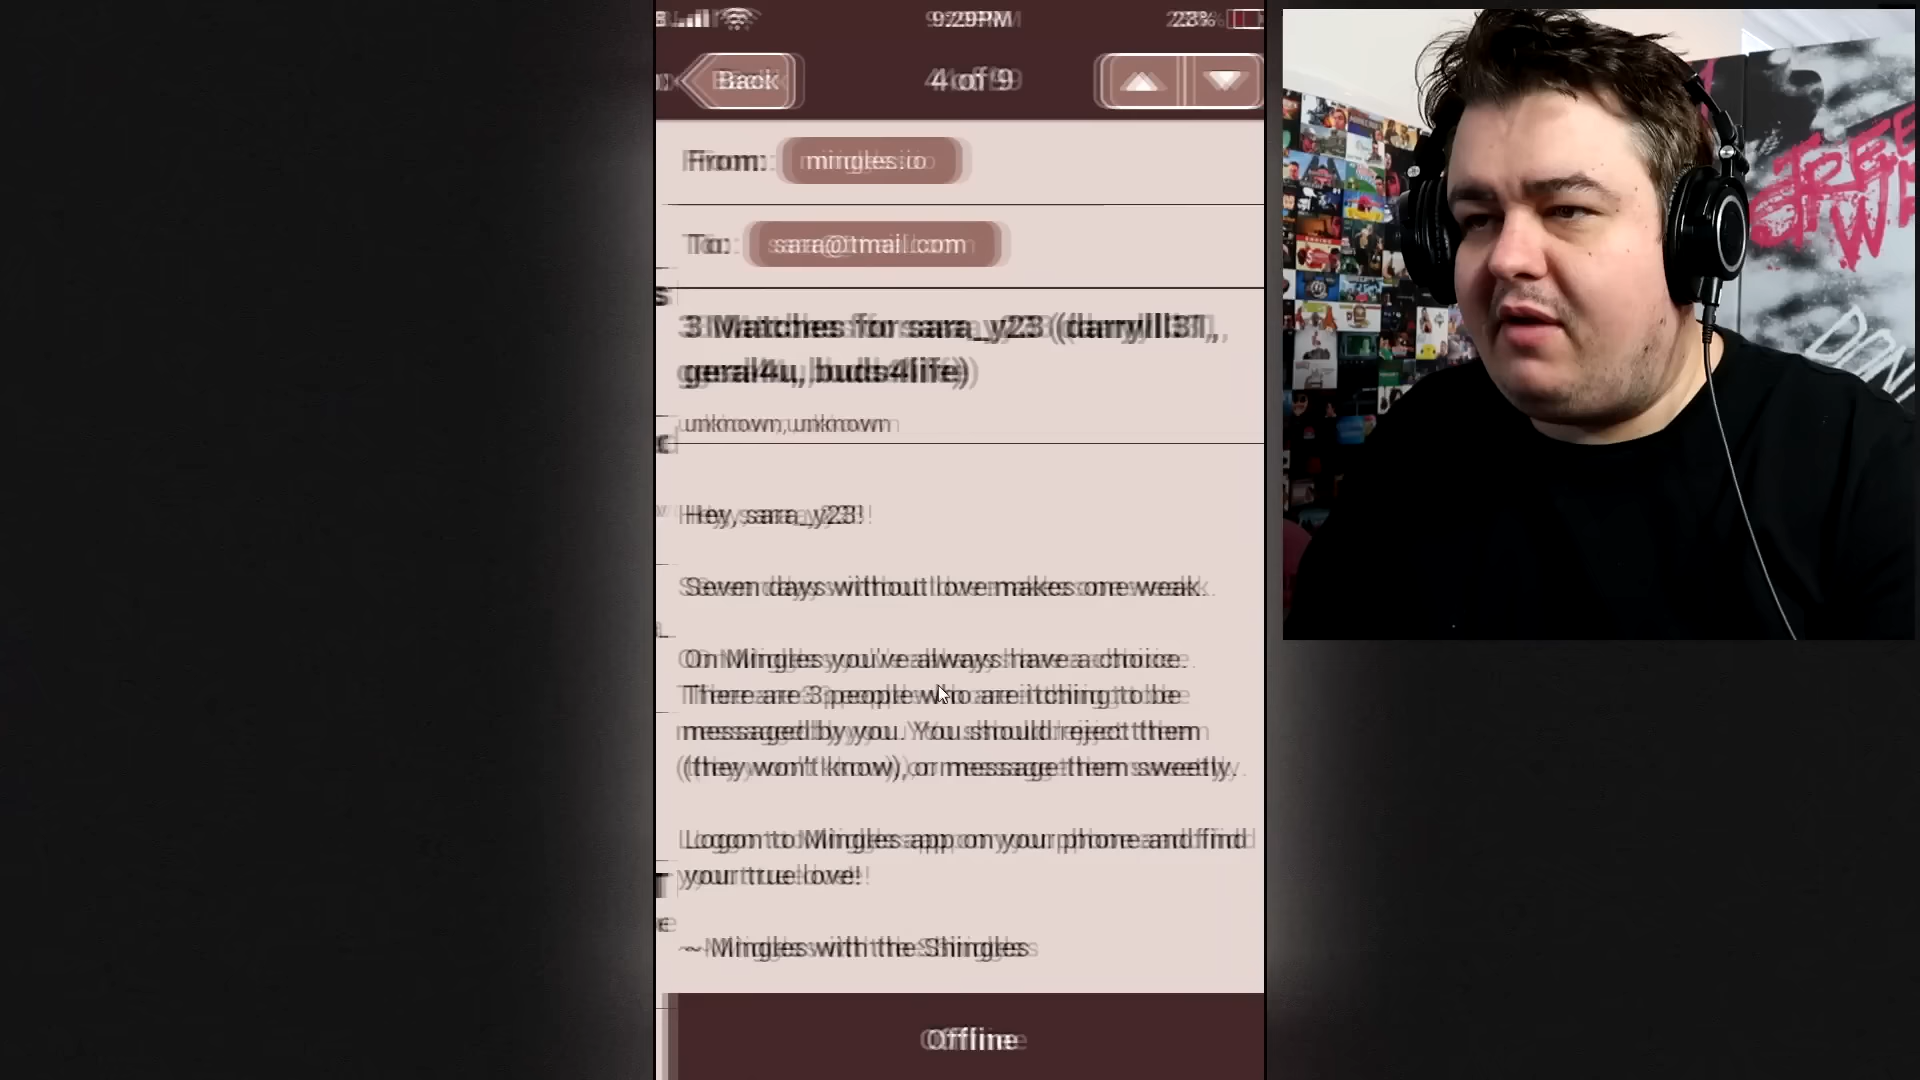 9:29PM
23%
Back
4 of 9
From: mingles.io
To: sara@tmail.com
3 Matches for sara_y23 (darryll31,
geral4u, buds4life)
unknown, unknown
Hey, sara_y23!
Seven days without love makes one weak.
On Mingles you've always have a choice.
There are 3 people who are itching to be
messaged by you. You should reject them
(they won't know), or message them sweetly.
Logon to Mingles app on your phone and find
your true love!
~ Mingles with the Shingles
Offline